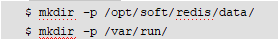 $ mkdir -p /opt/soft/redis/data/
$ mkdir -p /var/run/